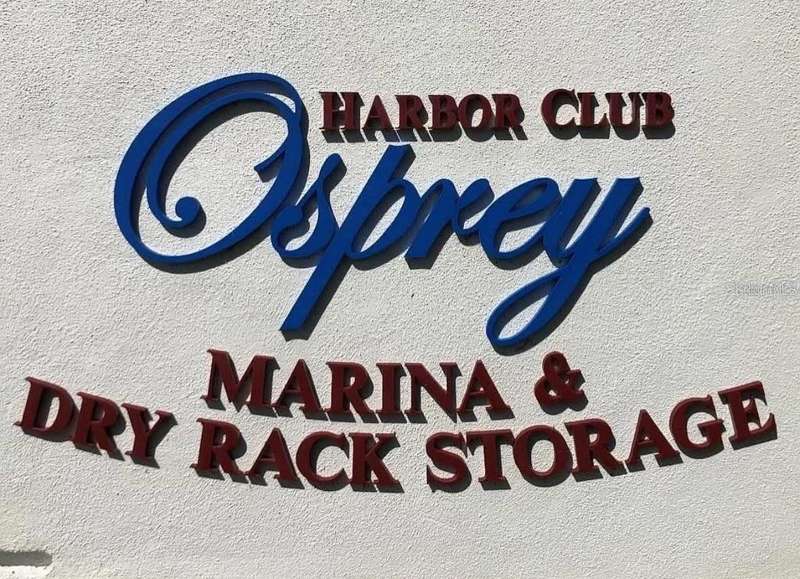 HARBOR CLUB
Osprey
MARINA &
DRY RACK STORAGE